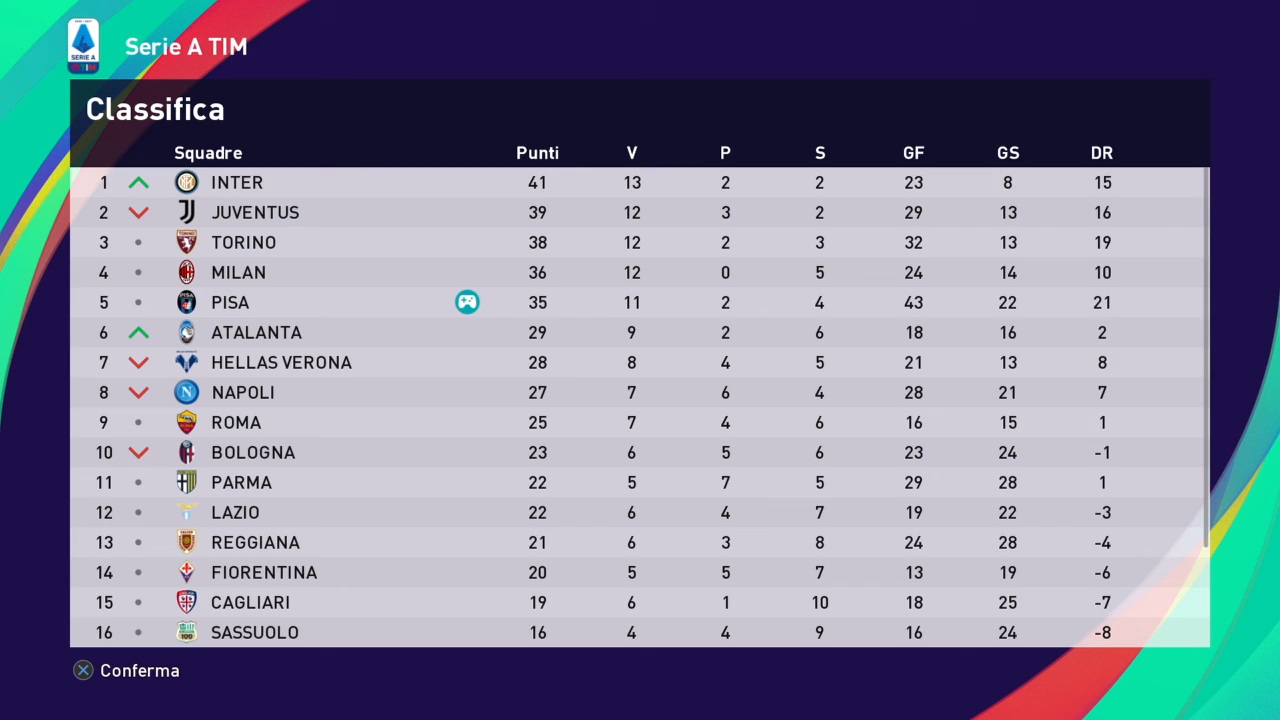 SERIE A
TIM
Serie A TIM
Classifica
Squadre Punti V P S GF GS DR
1 INTER 41 13 2 2 23 8 15
2 JUVENTUS 39 12 3 2 29 13 16
3 TORINO 38 12 2 3 32 13 19
4 MILAN 36 12 0 5 24 14 10
5 PISA 35 11 2 4 43 22 21
6 ATALANTA 29 9 2 6 18 16 2
7 HELLAS VERONA 28 8 4 5 21 13 8
8 NAPOLI 27 7 6 4 28 21 7
9 ROMA 25 7 4 6 16 15 1
10 BOLOGNA 23 6 5 6 23 24 -1
11 PARMA 22 5 7 5 29 28 1
12 LAZIO 22 6 4 7 19 22 -3
13 REGGIANA 21 6 3 8 24 28 -4
14 FIORENTINA 20 5 5 7 13 19 -6
15 CAGLIARI 19 6 1 10 18 25 -7
16 SASSUOLO 16 4 4 9 16 24 -8
Conferma